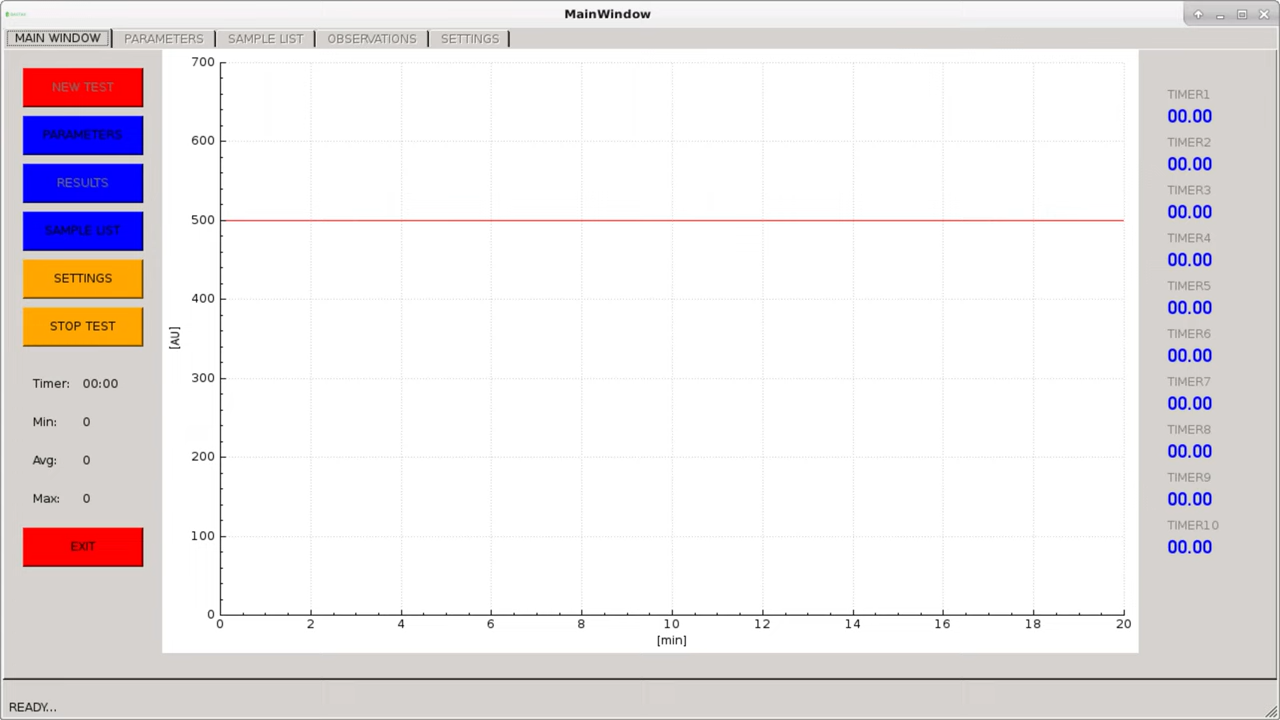 MainWindow
MAIN WINDOW PARAMETERS SAMPLE LIST OBSERVATIONS SETTINGS
NEW TEST
PARAMETERS
RESULTS
SAMPLE LIST
SETTINGS
STOP TEST
Timer: 00:00
Min: 0
Avg: 0
Max: 0
EXIT
700
600
500
400
300
200
100
0
[AU]
0 2 4 6 8 10 12 14 16 18 20
[min]
TIMER1
00.00
TIMER2
00.00
TIMER3
00.00
TIMER4
00.00
TIMER5
00.00
TIMER6
00.00
TIMER7
00.00
TIMER8
00.00
TIMER9
00.00
TIMER10
00.00
READY...